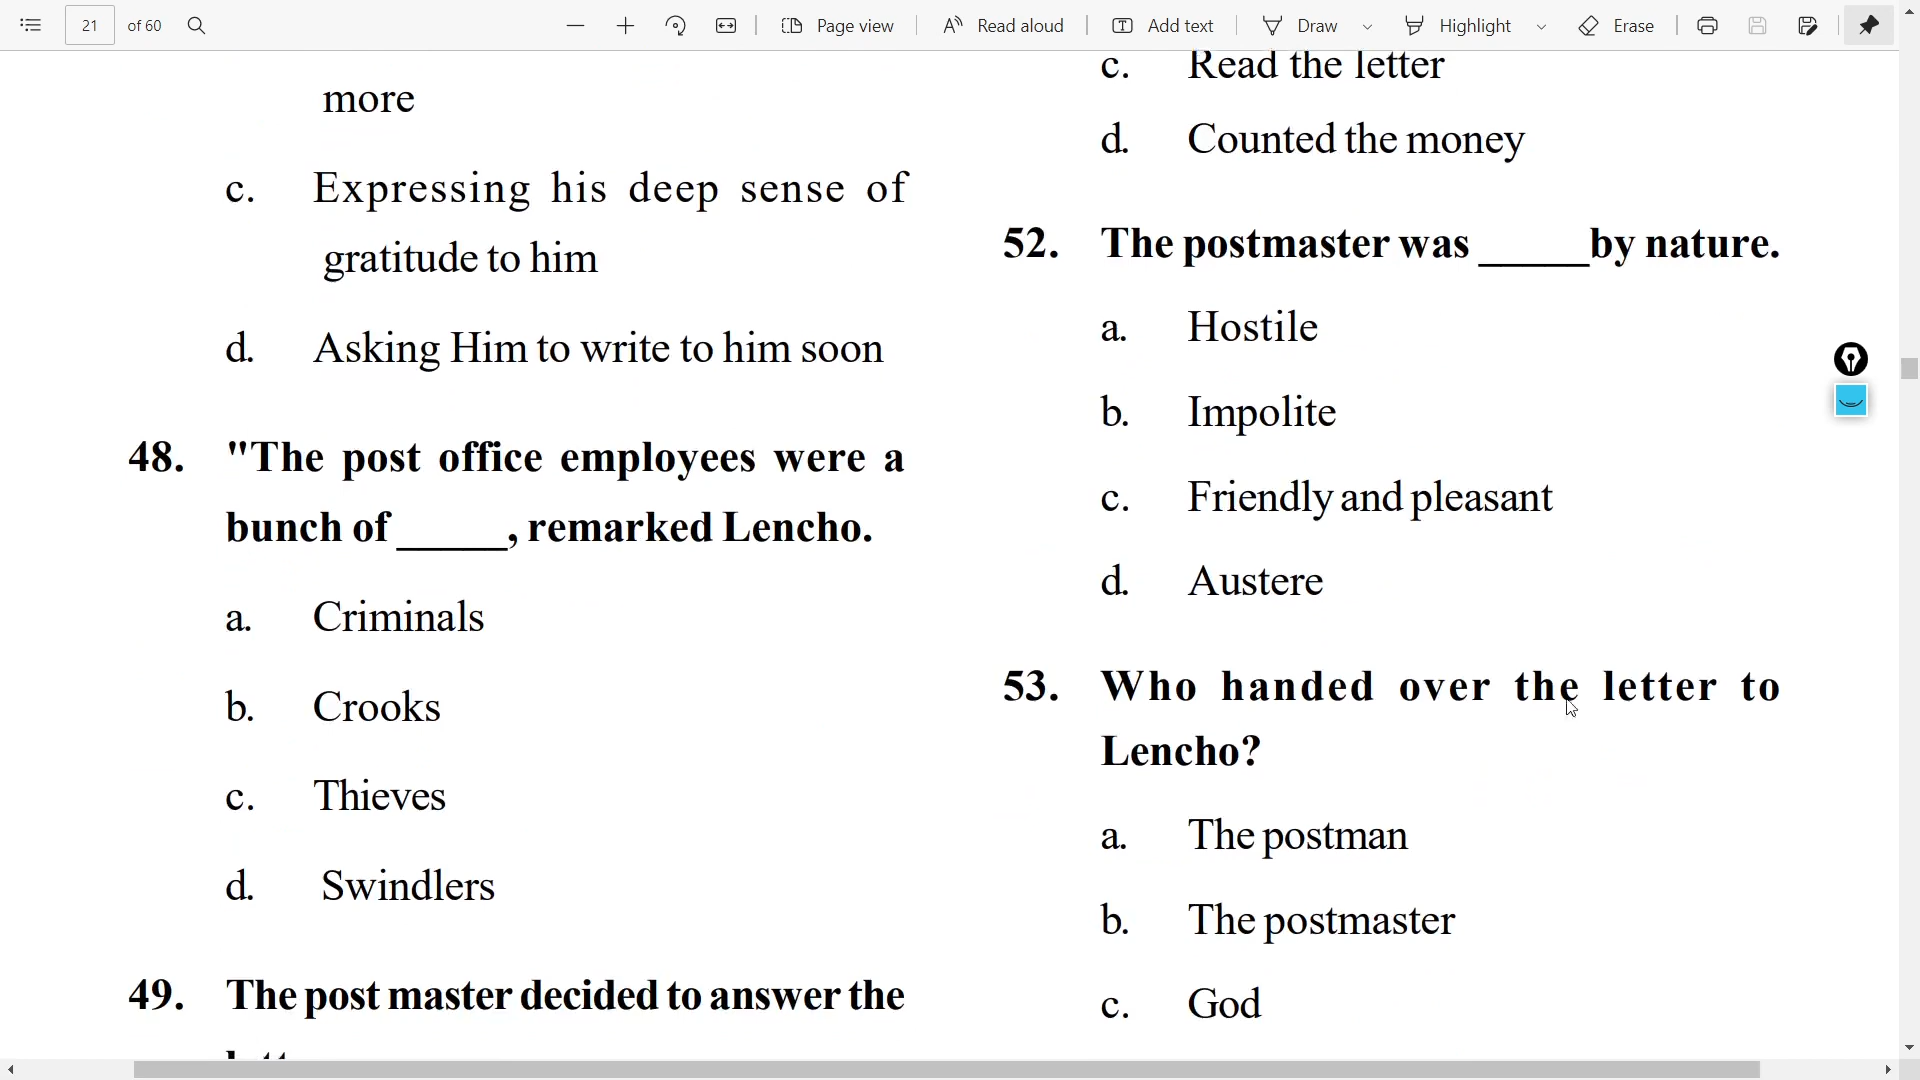 21 of 60 Page view Read aloud Add text Draw Highlight Erase
more
c. Expressing his deep sense of
gratitude to him
d. Asking Him to write to him soon
48. "The post office employees were a
bunch of _____, remarked Lencho.
a. Criminals
b. Crooks
c. Thieves
d. Swindlers
49. The post master decided to answer the
c. Read the letter
d. Counted the money
52. The postmaster was _____by nature.
a. Hostile
b. Impolite
c. Friendly and pleasant
d. Austere
53. Who handed over the letter to
Lencho?
a. The postman
b. The postmaster
c. God